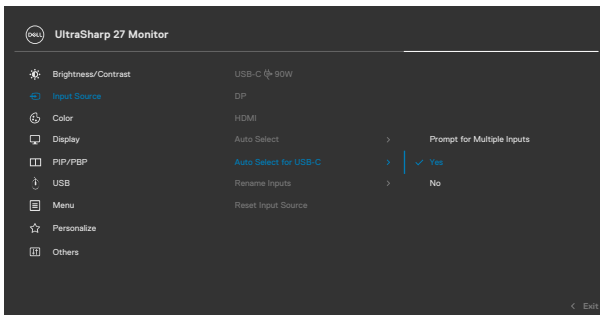 DELL UltraSharp 27 Monitor
Brightness/Contrast USB-C 90W
Input Source DP
Color HDMI
Display Auto Select > Prompt for Multiple Inputs
PIP/PBP Auto Select for USB-C > ✓ Yes
USB Rename Inputs > No
Menu Reset Input Source
Personalize
Others
< Exit